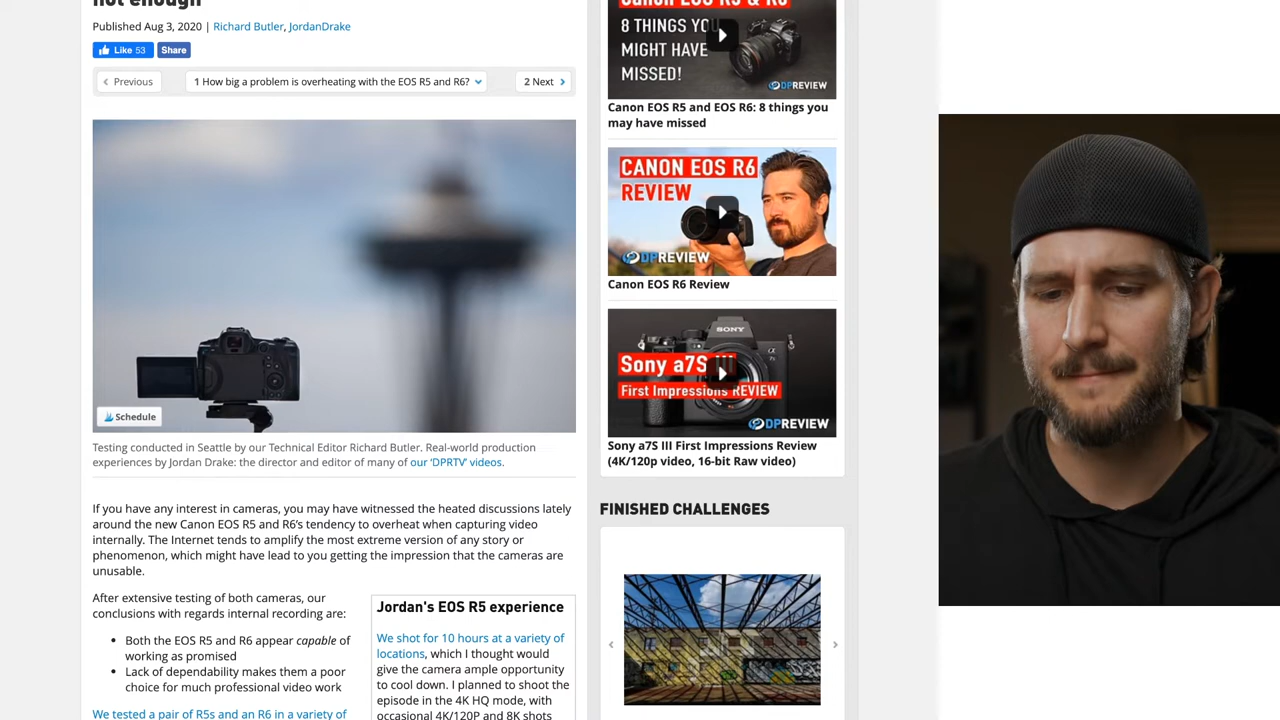 not enough
Published Aug 3, 2020 | Richard Butler, JordanDrake
Like 53 Share
Previous 1 How big a problem is overheating with the EOS R5 and R6? 2 Next
Schedule
Testing conducted in Seattle by our Technical Editor Richard Butler. Real-world production
experiences by Jordan Drake: the director and editor of many of our 'DPRTV' videos.
If you have any interest in cameras, you may have witnessed the heated discussions lately
around the new Canon EOS R5 and R6's tendency to overheat when capturing video
internally. The Internet tends to amplify the most extreme version of any story or
phenomenon, which might have lead to you getting the impression that the cameras are
unusable.
After extensive testing of both cameras, our
conclusions with regards internal recording are:
• Both the EOS R5 and R6 appear capable of
working as promised
• Lack of dependability makes them a poor
choice for much professional video work
We tested a pair of R5s and an R6 in a variety of
Jordan's EOS R5 experience
We shot for 10 hours at a variety of
locations, which I thought would
give the camera ample opportunity
to cool down. I planned to shoot the
episode in the 4K HQ mode, with
occasional 4K/120P and 8K shots
Canon EOS R5 & R6
8 THINGS YOU
MIGHT HAVE
MISSED!
DPREVIEW
Canon EOS R5 and EOS R6: 8 things you
may have missed
CANON EOS R6
REVIEW
DPREVIEW
Canon EOS R6 Review
SONY
Sony a7S III
First Impressions REVIEW
DPREVIEW
Sony a7S III First Impressions Review
(4K/120p video, 16-bit Raw video)
FINISHED CHALLENGES